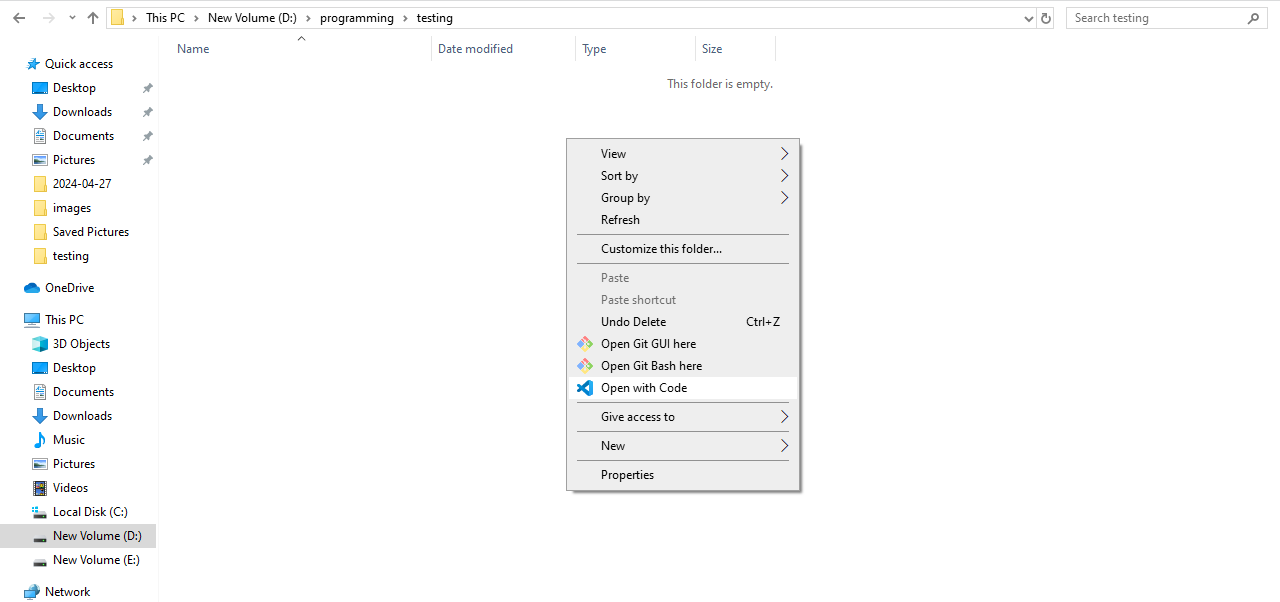 This PC > New Volume (D:) > programming > testing
Search testing
Name
Date modified
Type
Size
This folder is empty.
Quick access
Desktop
Downloads
Documents
Pictures
2024-04-27
images
Saved Pictures
testing
OneDrive
This PC
3D Objects
Desktop
Documents
Downloads
Music
Pictures
Videos
Local Disk (C:)
New Volume (D:)
New Volume (E:)
Network
View
Sort by
Group by
Refresh
Customize this folder...
Paste
Paste shortcut
Undo Delete Ctrl+Z
Open Git GUI here
Open Git Bash here
Open with Code
Give access to
New
Properties